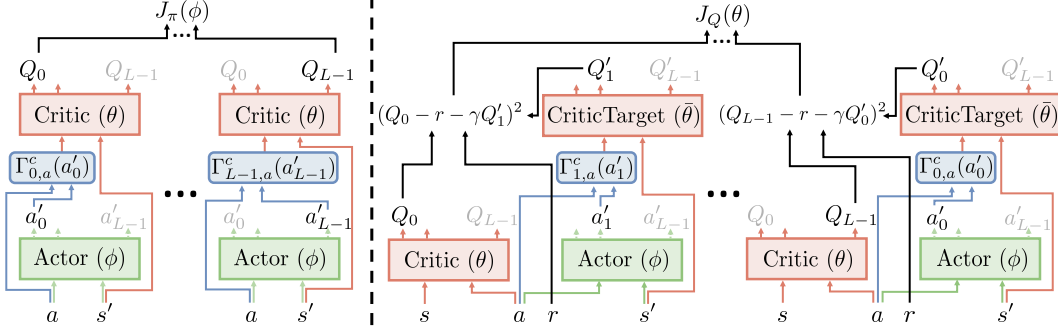 J_π(φ)
...
Q_0 Q_{L−1} Q_0 Q_{L−1}
Critic (θ) Critic (θ)
Γ^c_{0,a}(a′_0) Γ^c_{L−1,a}(a′_{L−1})
...
a′_0 a′_{L−1} a′_0 a′_{L−1}
Actor (φ) Actor (φ)
a s′ a s′
J_Q(θ)
...
Q′_1 Q′_{L−1} Q′_0 Q′_{L−1}
(Q_0 − r − γQ′_1)^2 CriticTarget (θ̄) (Q_{L−1} − r − γQ′_0)^2 CriticTarget (θ̄)
Γ^c_{1,a}(a′_1) Γ^c_{0,a}(a′_0)
...
Q_0 Q_{L−1} a′_1 a′_{L−1} Q_0 Q_{L−1} a′_0 a′_{L−1}
Critic (θ) Actor (φ) Critic (θ) Actor (φ)
s a r s′ s a r s′